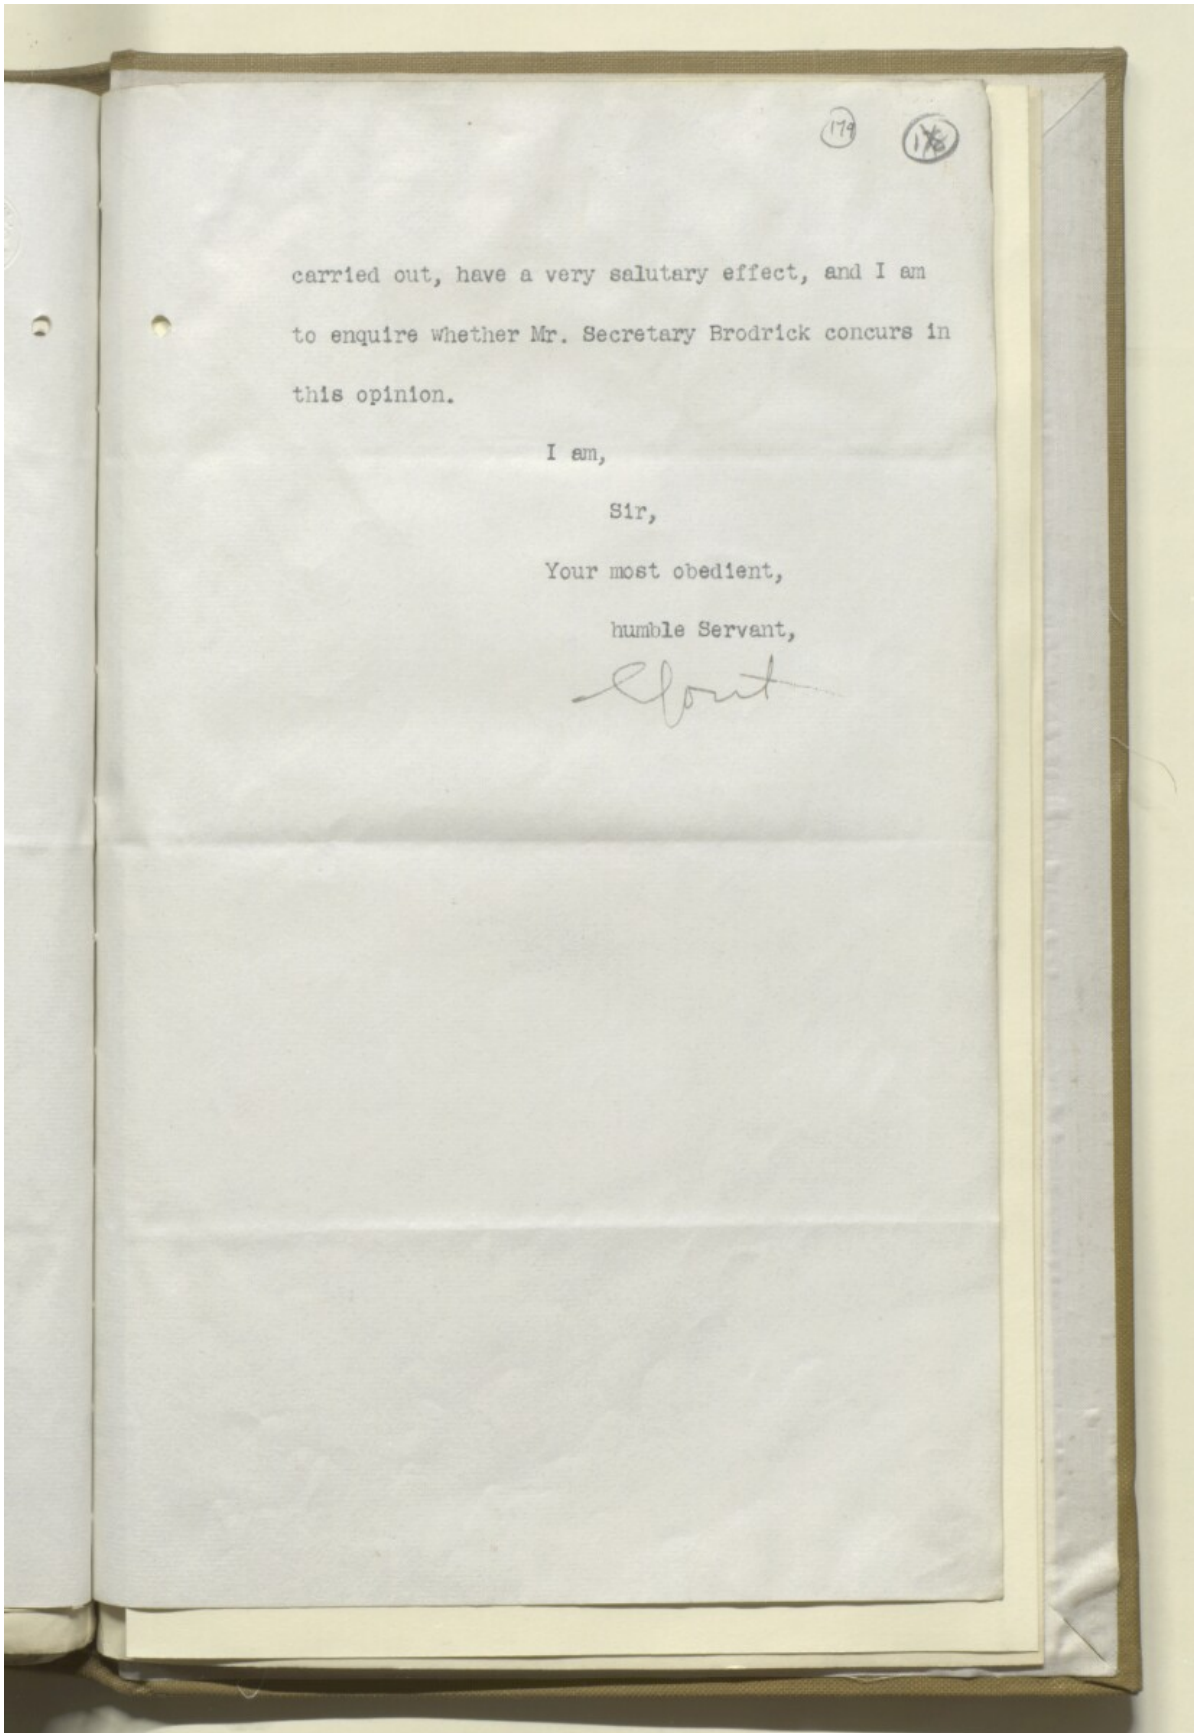 179
carried out, have a very salutary effect, and I am
to enquire whether Mr. Secretary Brodrick concurs in
this opinion.
I am,
Sir,
Your most obedient,
humble Servant,